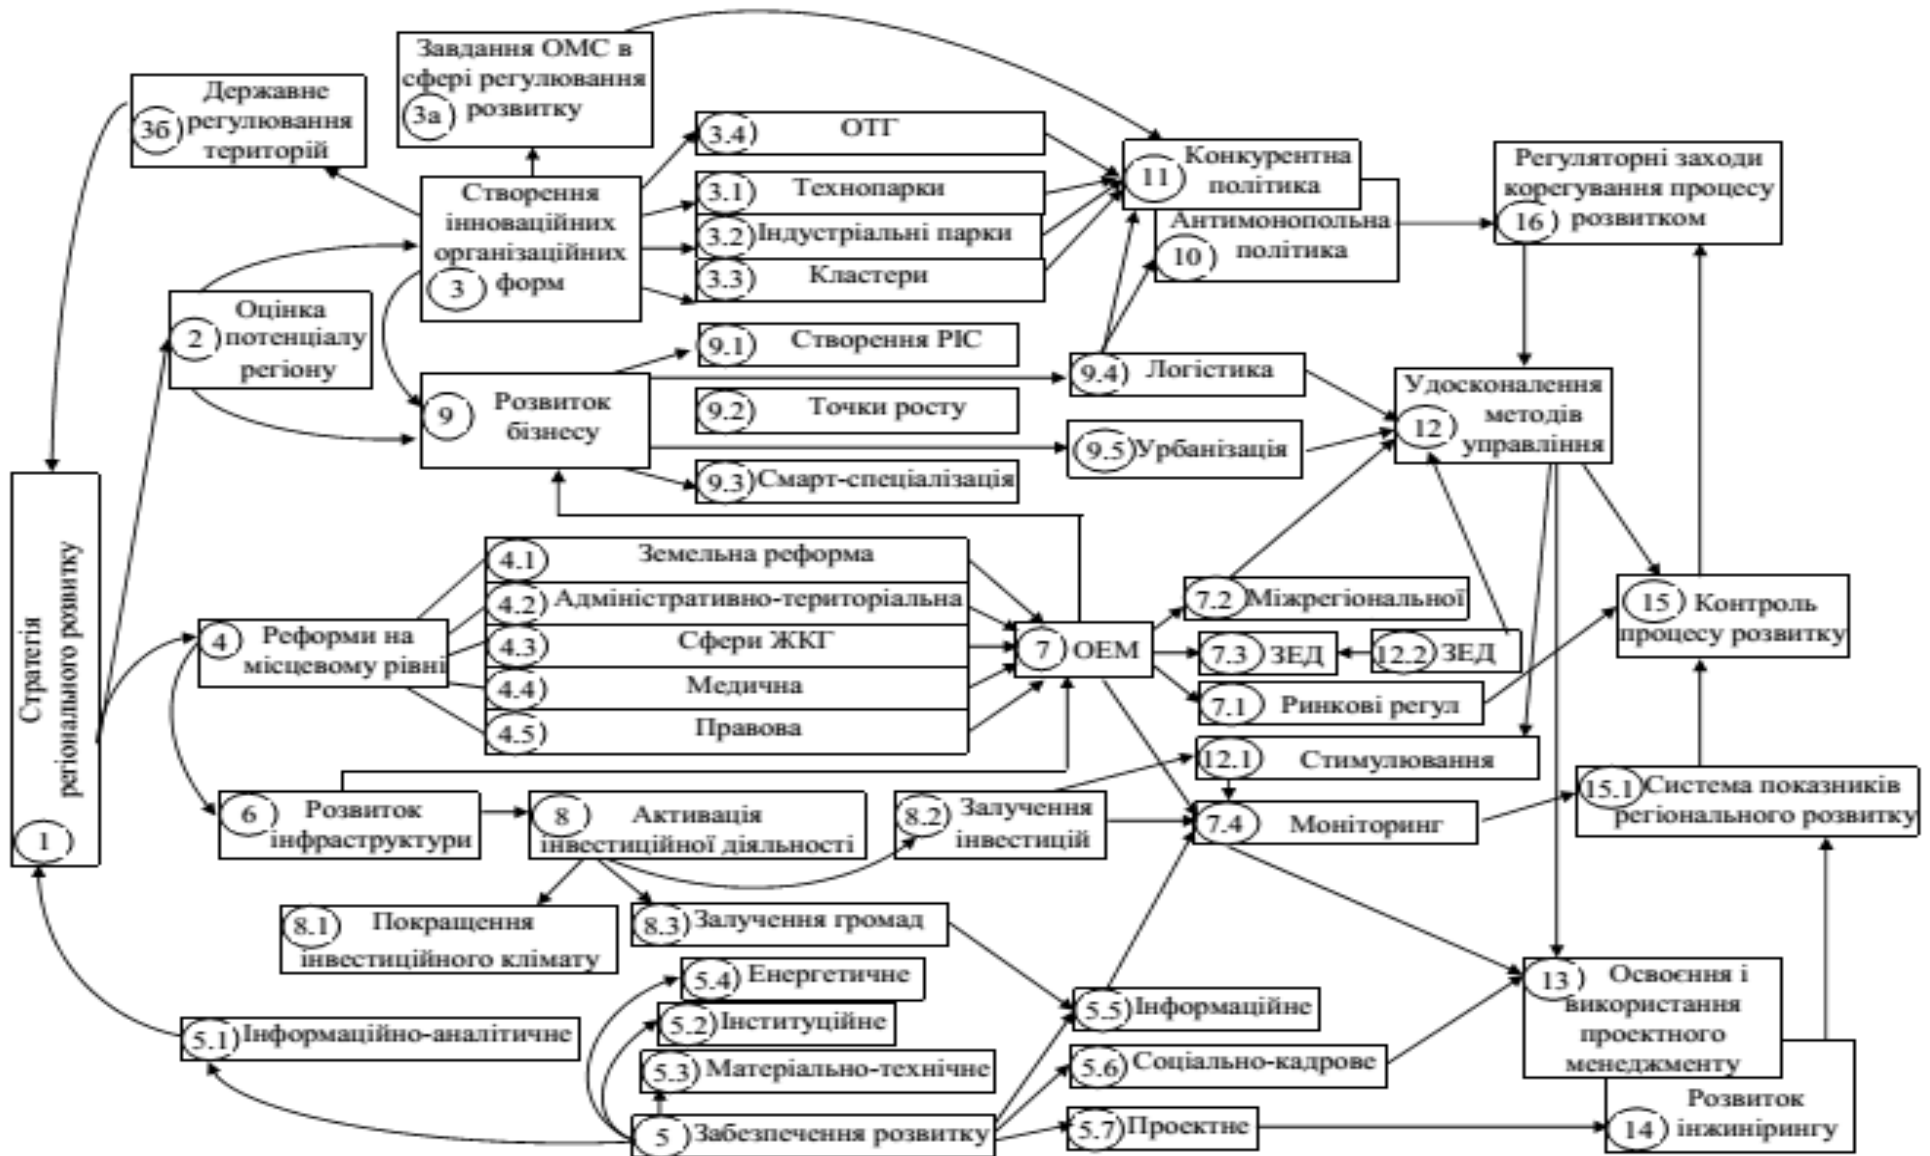 Завдання ОМС в
сфері регулювання
3а розвитку
Державне
3б регулювання
територій
3.4 ОТГ
Створення
інноваційних
організаційних
3 форм
3.1 Технопарки
3.2 Індустріальні парки
3.3 Кластери
Конкурентна
11 політика
Антимонопольна
10 політика
Регуляторні заходи
корегування процесу
16 розвитком
Оцінка
2 потенціалу
регіону
9.1 Створення РІС
9.4 Логістика
9 Розвиток
бізнесу
9.2 Точки росту
9.5 Урбанізація
9.3 Смарт-спеціалізація
Удосконалення
методів
12 управління
Стратегія
регіонального розвитку
1
4 Реформи на
місцевому рівні
4.1 Земельна реформа
4.2 Адміністративно-територіальна
4.3 Сфери ЖКГ
4.4 Медична
4.5 Правова
7 ОЕМ
7.2 Міжрегіональної
7.3 ЗЕД
12.2 ЗЕД
7.1 Ринкові регул
15 Контроль
процесу розвитку
12.1 Стимулювання
6 Розвиток
інфраструктури
8 Активація
інвестиційної діяльності
8.2 Залучення
інвестицій
7.4 Моніторинг
15.1 Система показників
регіонального розвитку
8.1 Покращення
інвестиційного клімату
8.3 Залучення громад
5.4 Енергетичне
5.2 Інституційне
5.1 Інформаційно-аналітичне
5.3 Матеріально-технічне
5 Забезпечення розвитку
5.5 Інформаційне
5.6 Соціально-кадрове
5.7 Проектне
13 Освоєння і
використання
проектного
менеджменту
Розвиток
14 інжинірингу